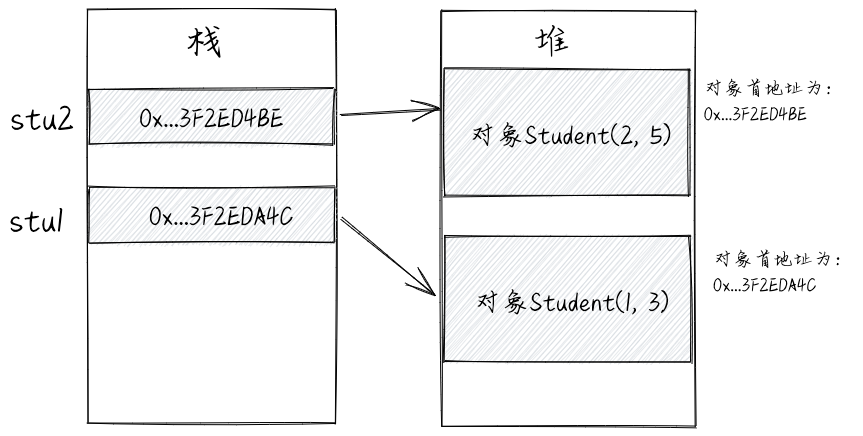 栈
堆
stu2
0x...3F2ED4BE
对象Student(2, 5)
对象首地址为:
0x...3F2ED4BE
stu1
0x...3F2EDA4C
对象Student(1, 3)
对象首地址为:
0x...3F2EDA4C